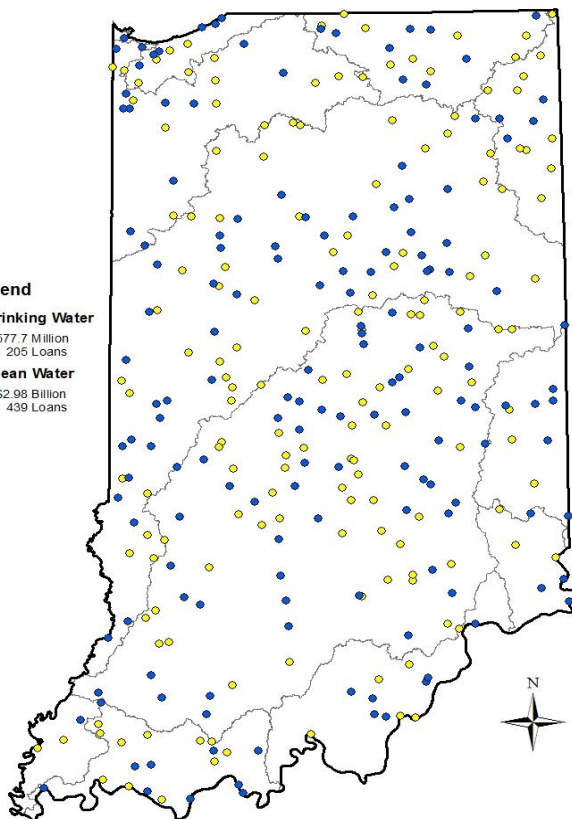 end
rinking Water
577.7 Million
205 Loans
ean Water
2.98 Billion
439 Loans
N